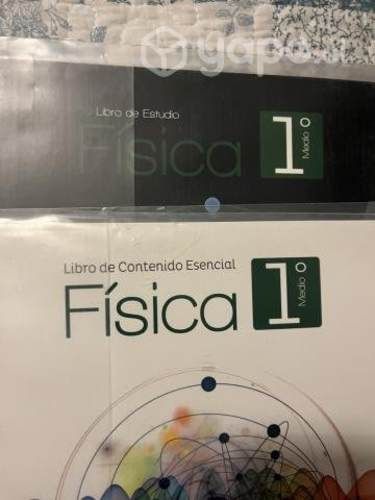 yapo.cl
Libro de Estudio
Física 1° Medio
Libro de Contenido Esencial
Física 1° Medio